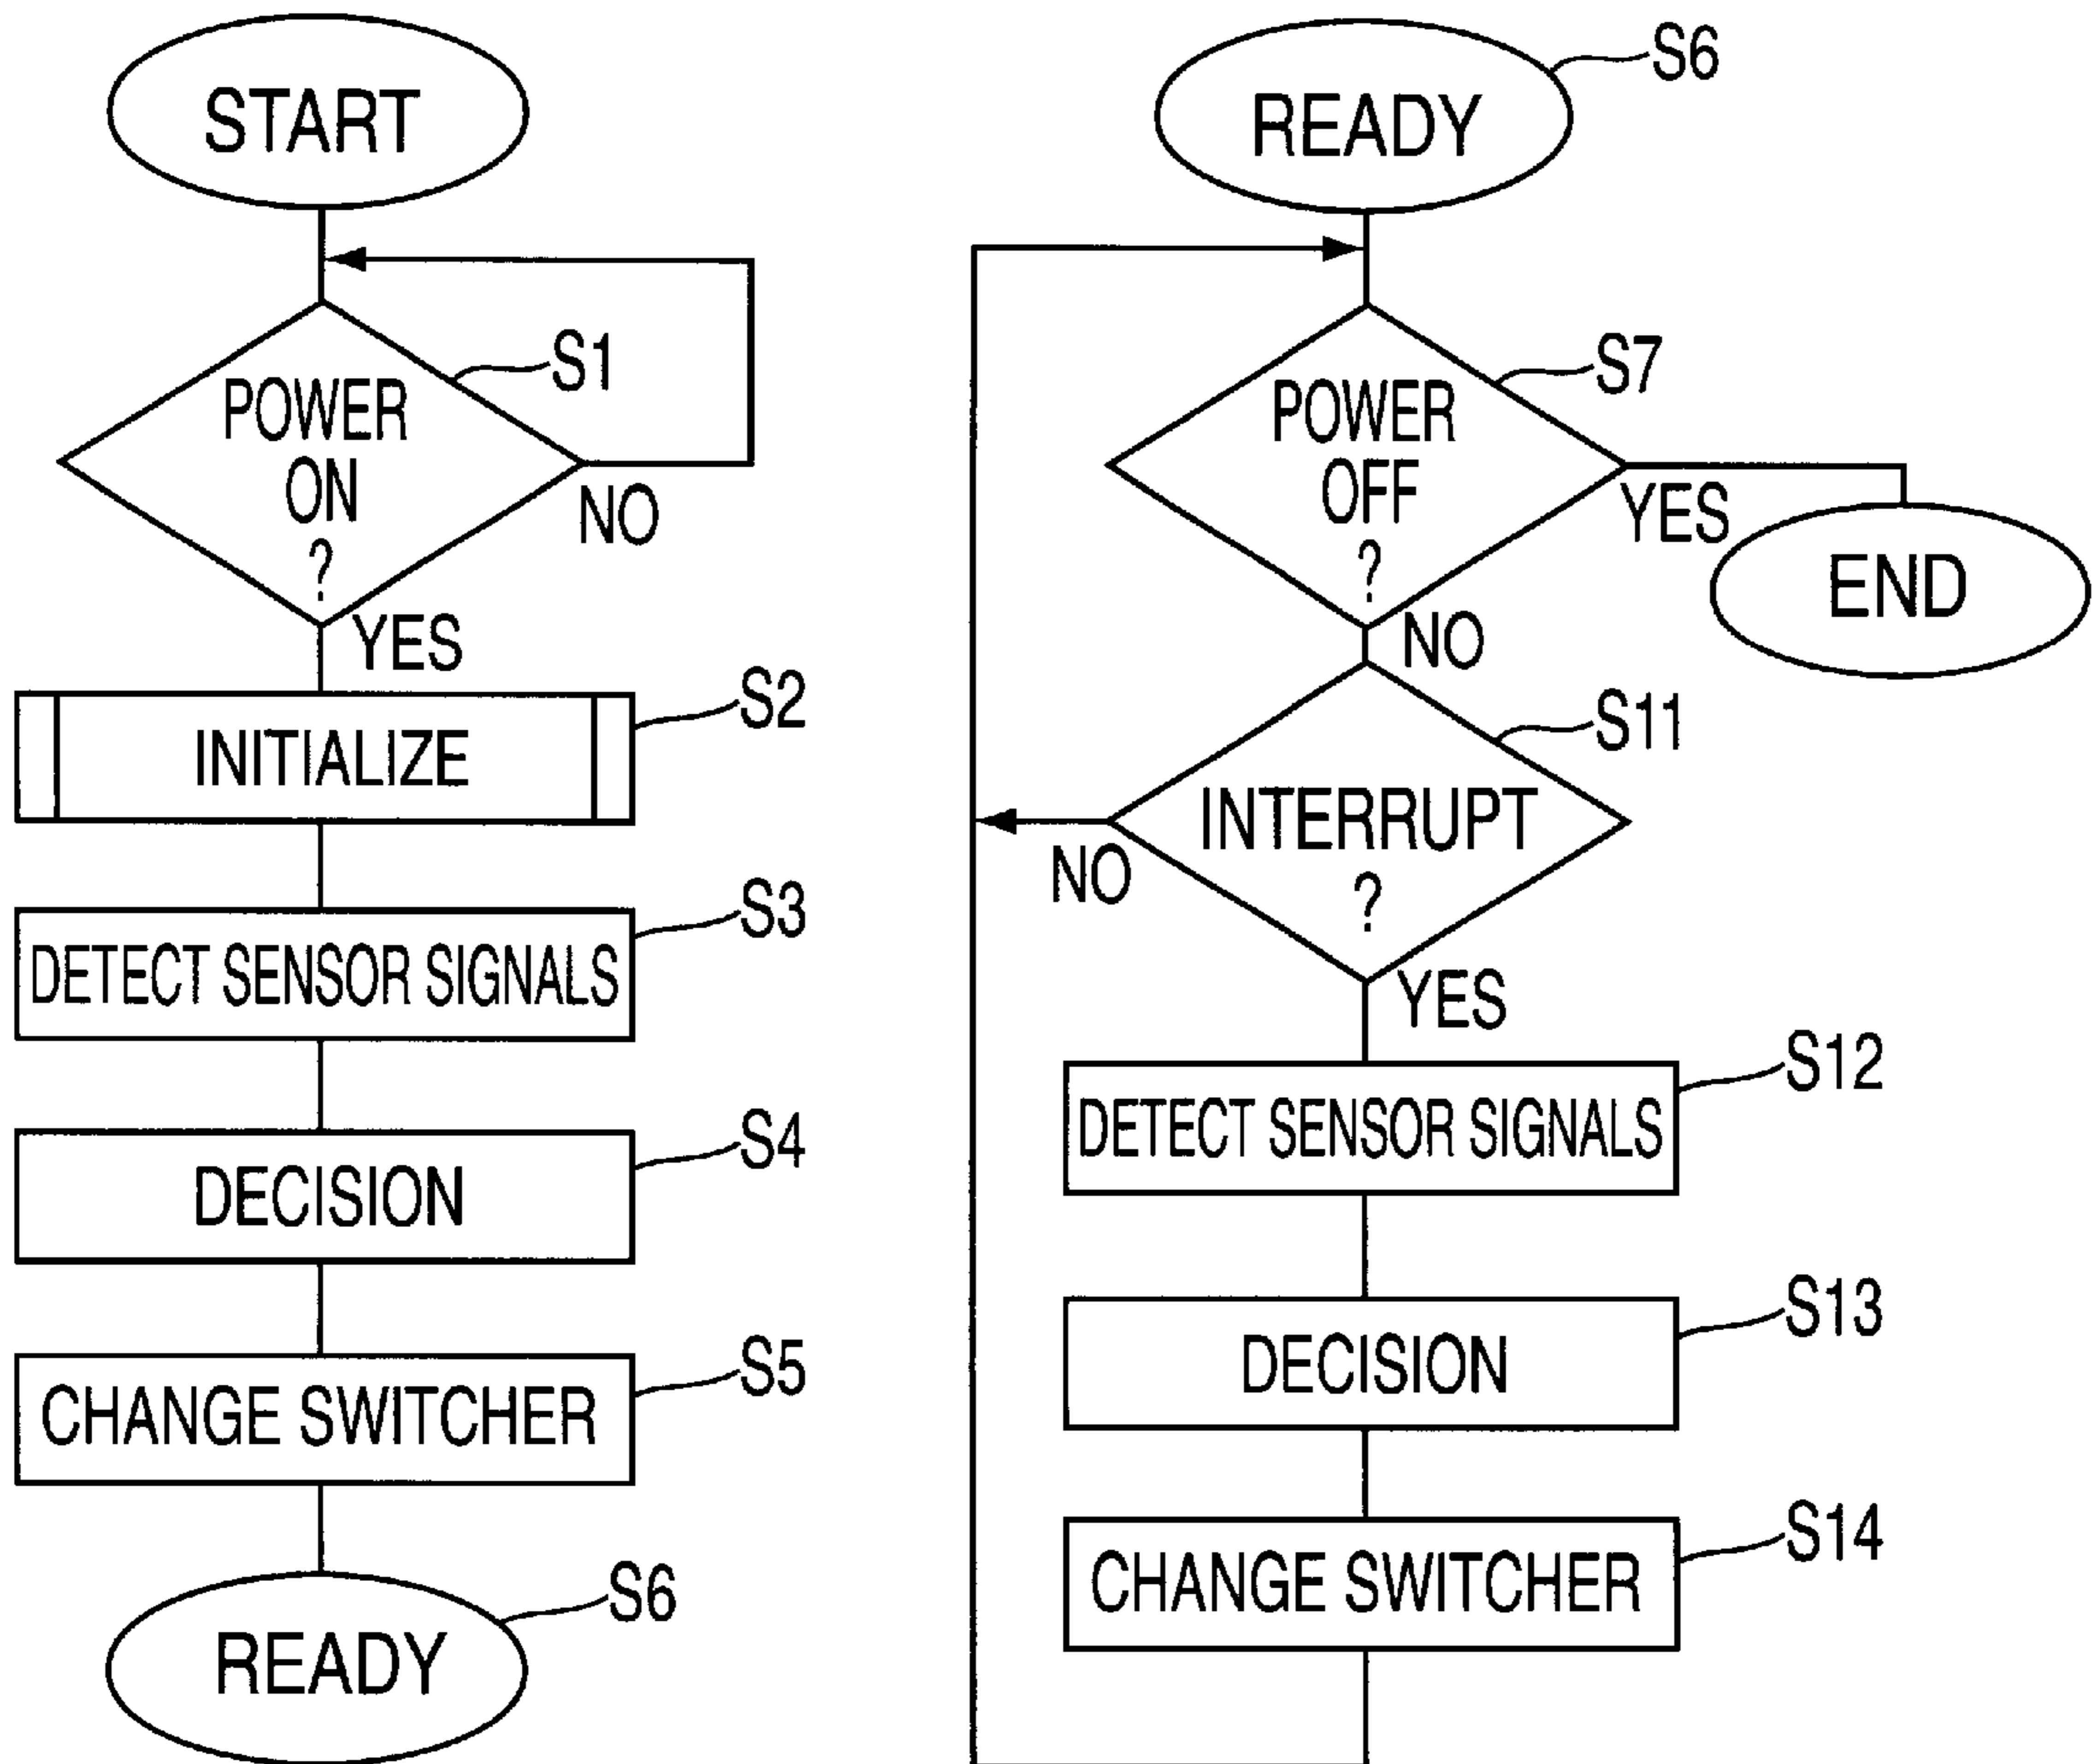 START
S1
POWER
ON
?
NO
YES
S2
INITIALIZE
S3
DETECT SENSOR SIGNALS
S4
DECISION
S5
CHANGE SWITCHER
S6
READY
S6
READY
S7
POWER
OFF
?
YES
END
NO
S11
INTERRUPT
?
NO
YES
S12
DETECT SENSOR SIGNALS
S13
DECISION
S14
CHANGE SWITCHER